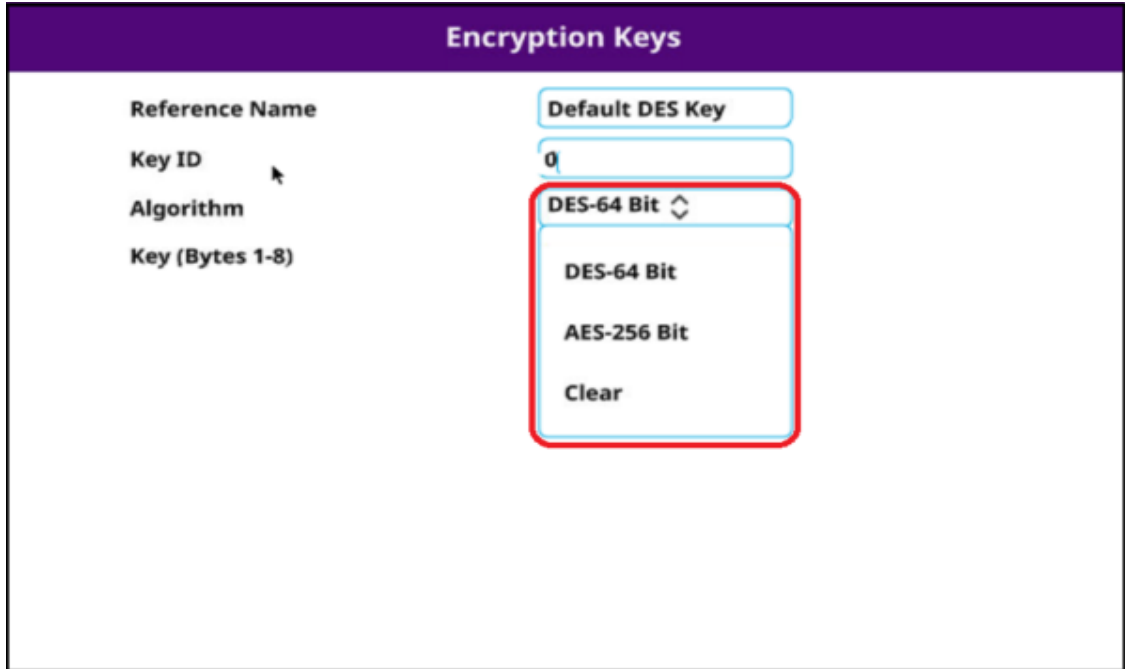 Encryption Keys
Reference Name Default DES Key
Key ID 0
Algorithm DES-64 Bit
Key (Bytes 1-8)
DES-64 Bit
AES-256 Bit
Clear